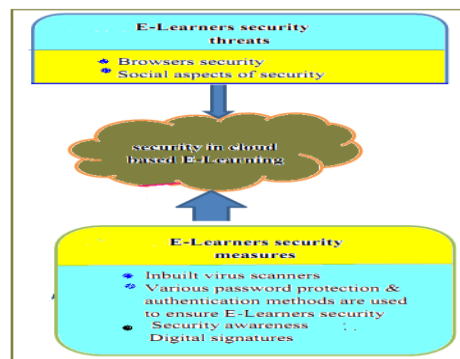 E-Learners security
threats
Browsers security
Social aspects of security
security in cloud
based E-Learning
E-Learners security
measures
Inbuilt virus scanners
Various password protection &
authentication methods are used
to ensure E-Learners security
Security awareness
Digital signatures